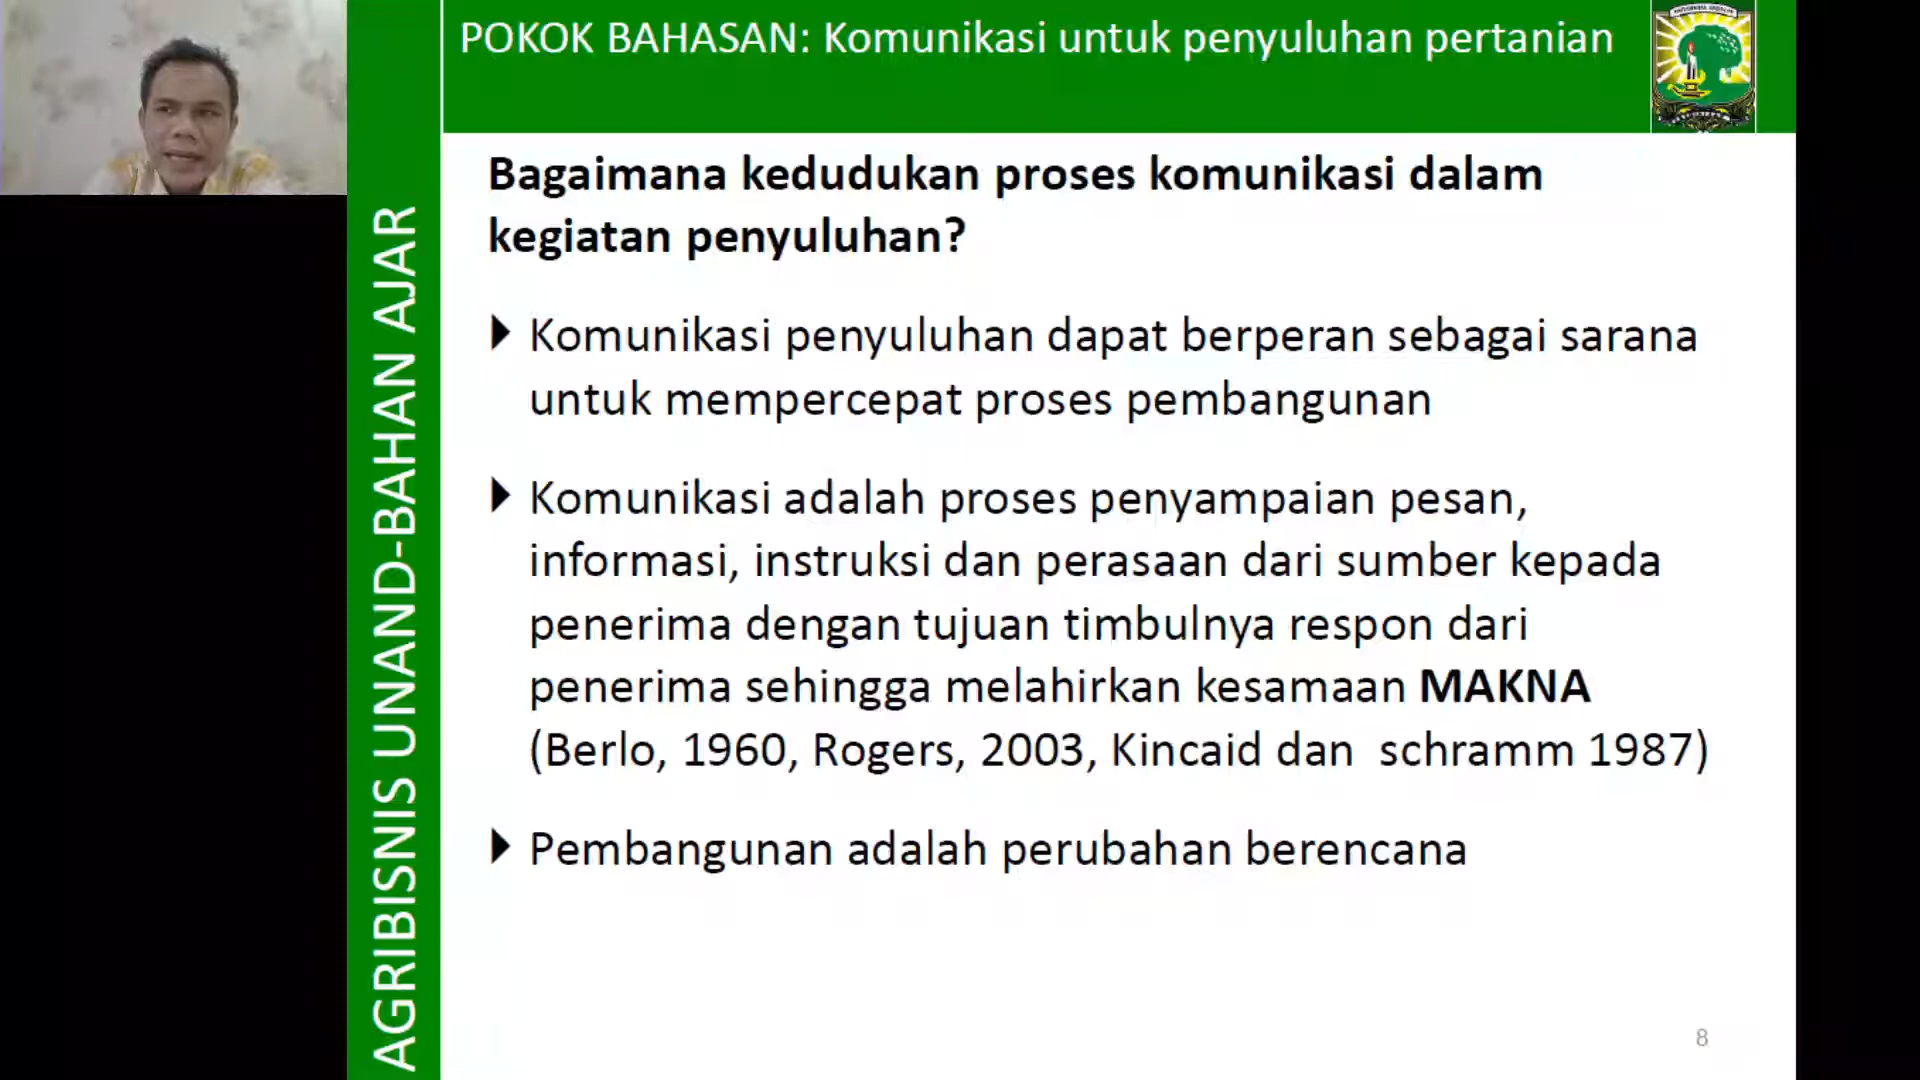 POKOK BAHASAN: Komunikasi untuk penyuluhan pertanian
AGRIBISNIS UNAND-BAHAN AJAR
Bagaimana kedudukan proses komunikasi dalam
kegiatan penyuluhan?
Komunikasi penyuluhan dapat berperan sebagai sarana
untuk mempercepat proses pembangunan
Komunikasi adalah proses penyampaian pesan,
informasi, instruksi dan perasaan dari sumber kepada
penerima dengan tujuan timbulnya respon dari
penerima sehingga melahirkan kesamaan MAKNA
(Berlo, 1960, Rogers, 2003, Kincaid dan schramm 1987)
Pembangunan adalah perubahan berencana
8